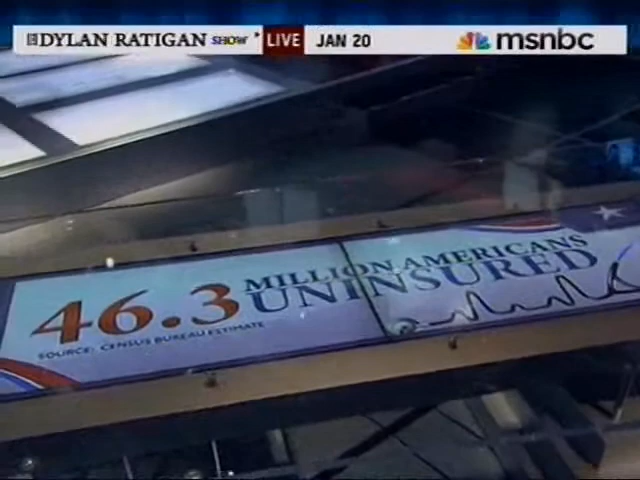 THE DYLAN RATIGAN SHOW LIVE JAN 20 msnbc
46.3 MILLION AMERICANS
UNINSURED
SOURCE: CENSUS BUREAU ESTIMATE